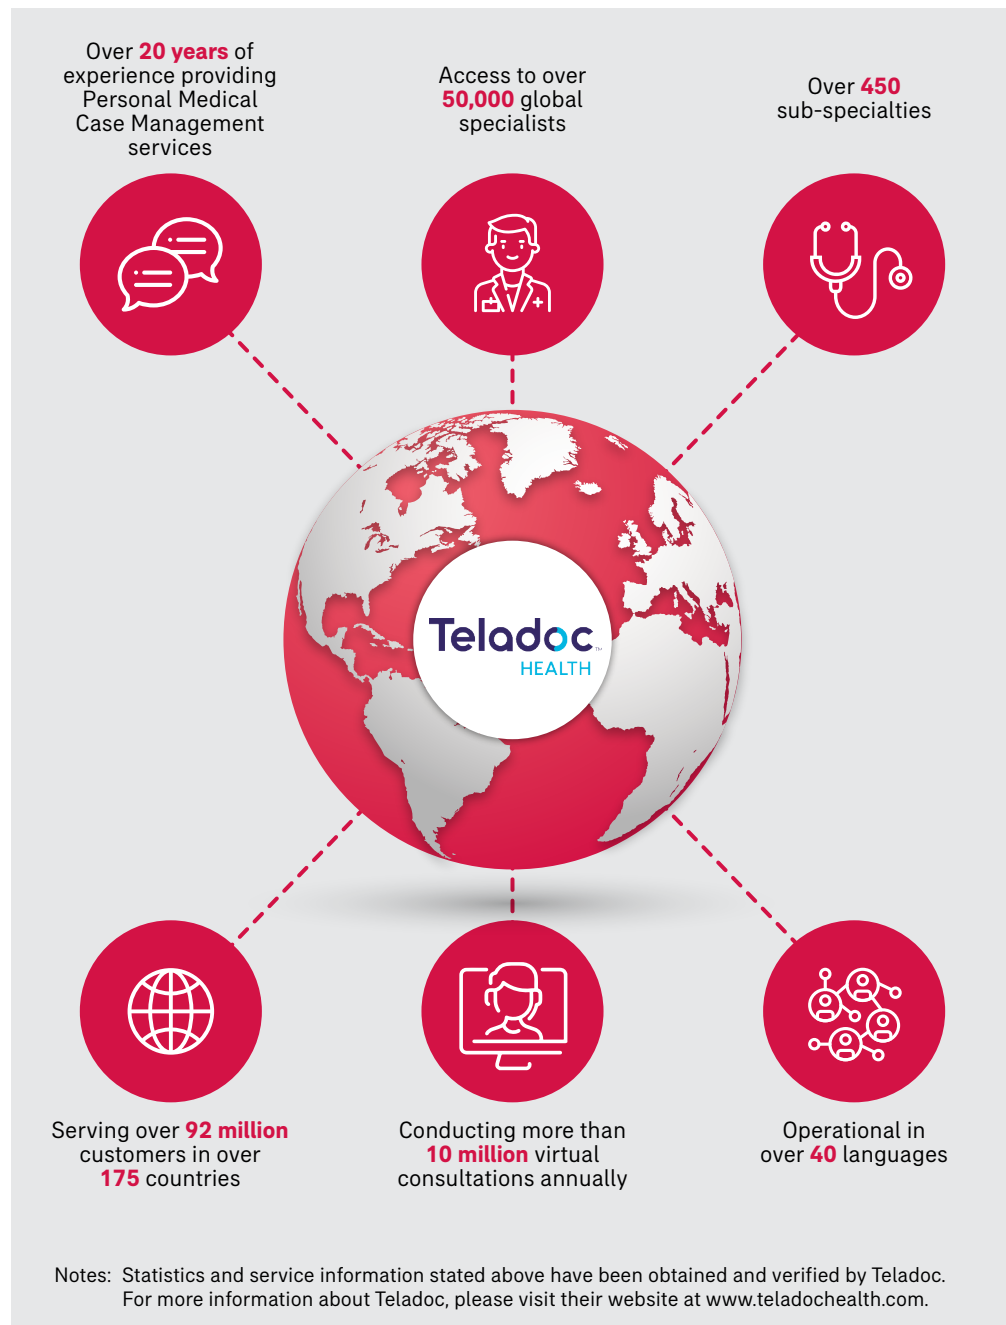 Over 20 years of
experience providing
Personal Medical
Case Management
services
Access to over
50,000 global
specialists
Over 450
sub-specialties
Teladoc™
HEALTH
Serving over 92 million
customers in over
175 countries
Conducting more than
10 million virtual
consultations annually
Operational in
over 40 languages
Notes: Statistics and service information stated above have been obtained and verified by Teladoc.
For more information about Teladoc, please visit their website at www.teladochealth.com.